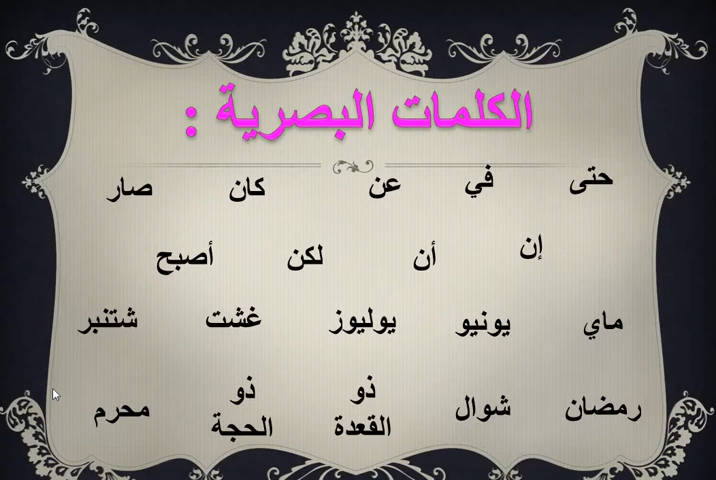 الكلمات البصرية :
حتى في عن كان صار
إن أن لكن أصبح
ماي يونيو يوليوز غشت شتنبر
رمضان شوال ذو القعدة ذو الحجة محرم